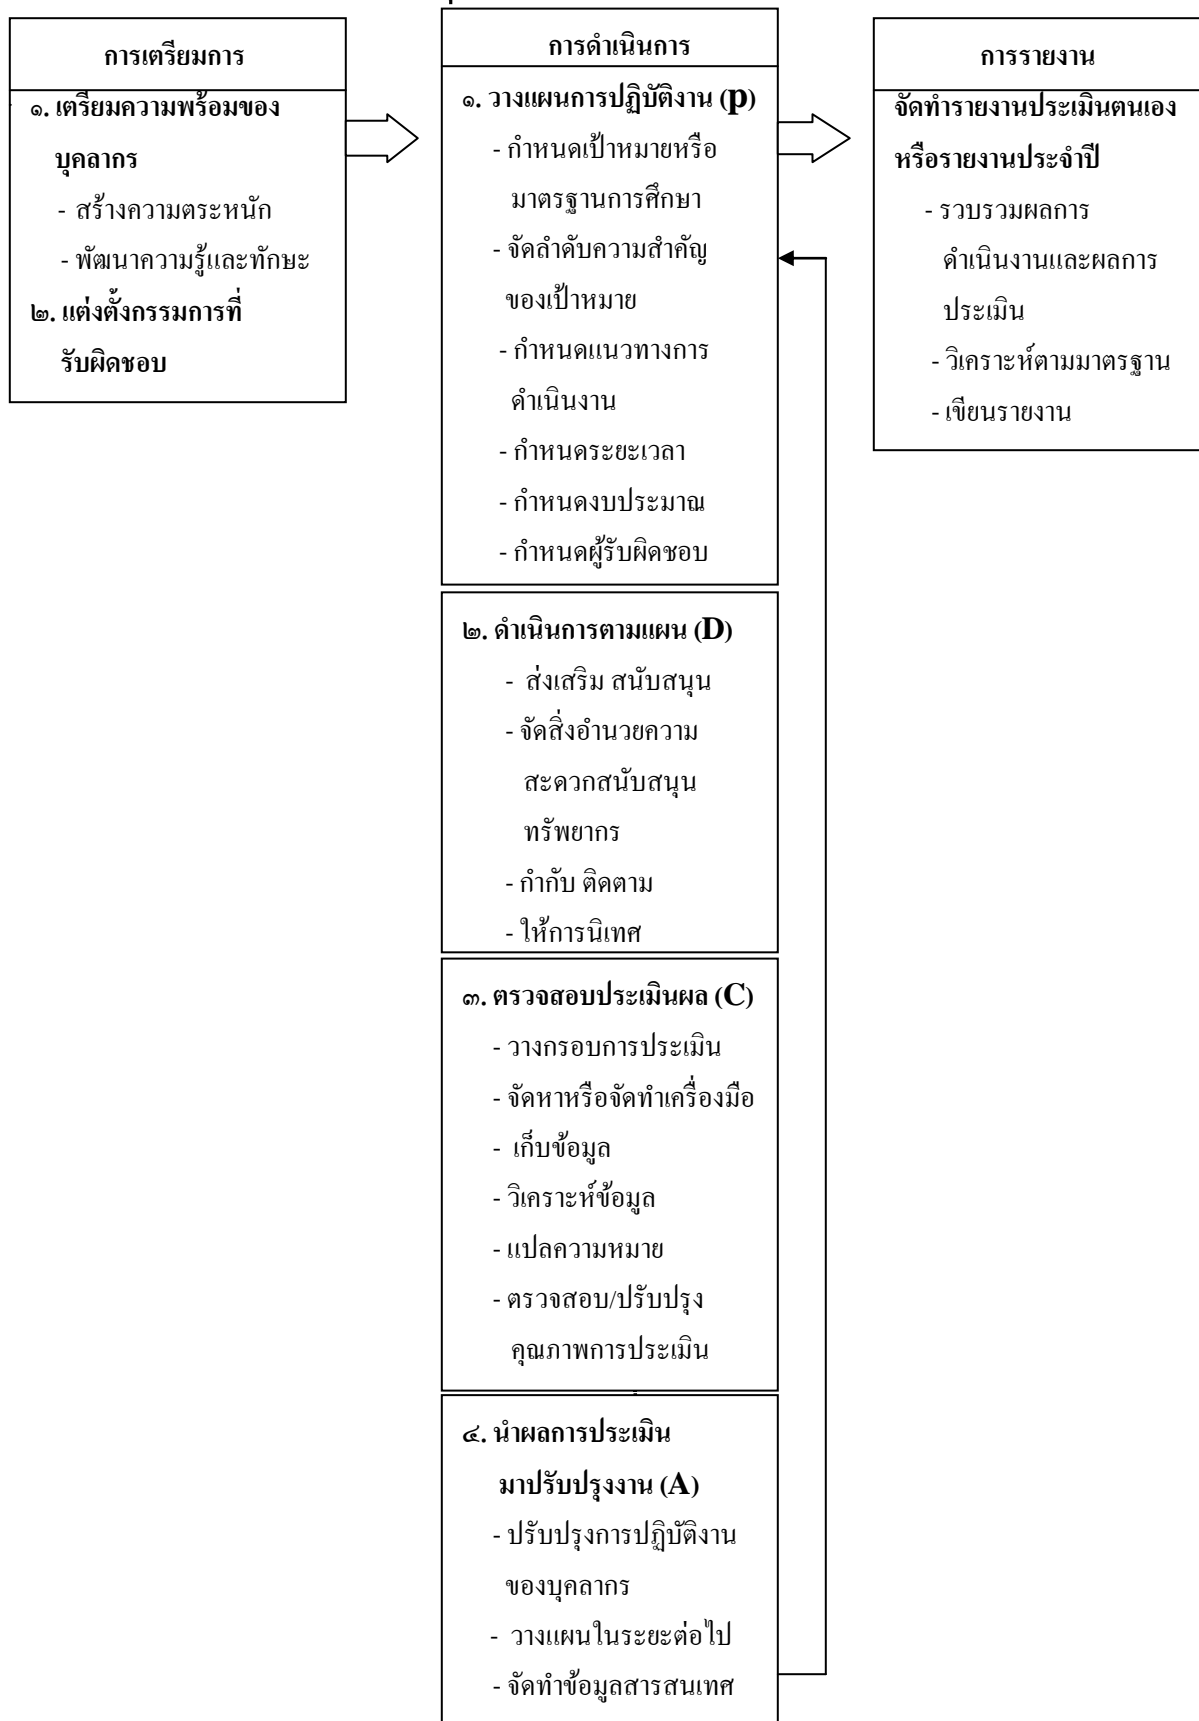 การเตรียมการ
๑. เตรียมความพร้อมของ
บุคลากร
- สร้างความตระหนัก
- พัฒนาความรู้และทักษะ
๒. แต่งตั้งกรรมการที่
รับผิดชอบ
การดำเนินการ
๑. วางแผนการปฏิบัติงาน (p)
- กำหนดเป้าหมายหรือ
มาตรฐานการศึกษา
- จัดลำดับความสำคัญ
ของเป้าหมาย
- กำหนดแนวทางการ
ดำเนินงาน
- กำหนดระยะเวลา
- กำหนดงบประมาณ
- กำหนดผู้รับผิดชอบ
๒. ดำเนินการตามแผน (D)
- ส่งเสริม สนับสนุน
- จัดสิ่งอำนวยความ
สะดวกสนับสนุน
ทรัพยากร
- กำกับ ติดตาม
- ให้การนิเทศ
๓. ตรวจสอบประเมินผล (C)
- วางกรอบการประเมิน
- จัดหาหรือจัดทำเครื่องมือ
- เก็บข้อมูล
- วิเคราะห์ข้อมูล
- แปลความหมาย
- ตรวจสอบ/ปรับปรุง
คุณภาพการประเมิน
๔. นำผลการประเมิน
มาปรับปรุงงาน (A)
- ปรับปรุงการปฏิบัติงาน
ของบุคลากร
- วางแผนในระยะต่อไป
- จัดทำข้อมูลสารสนเทศ
การรายงาน
จัดทำรายงานประเมินตนเอง
หรือรายงานประจำปี
- รวบรวมผลการ
ดำเนินงานและผลการ
ประเมิน
- วิเคราะห์ตามมาตรฐาน
- เขียนรายงาน